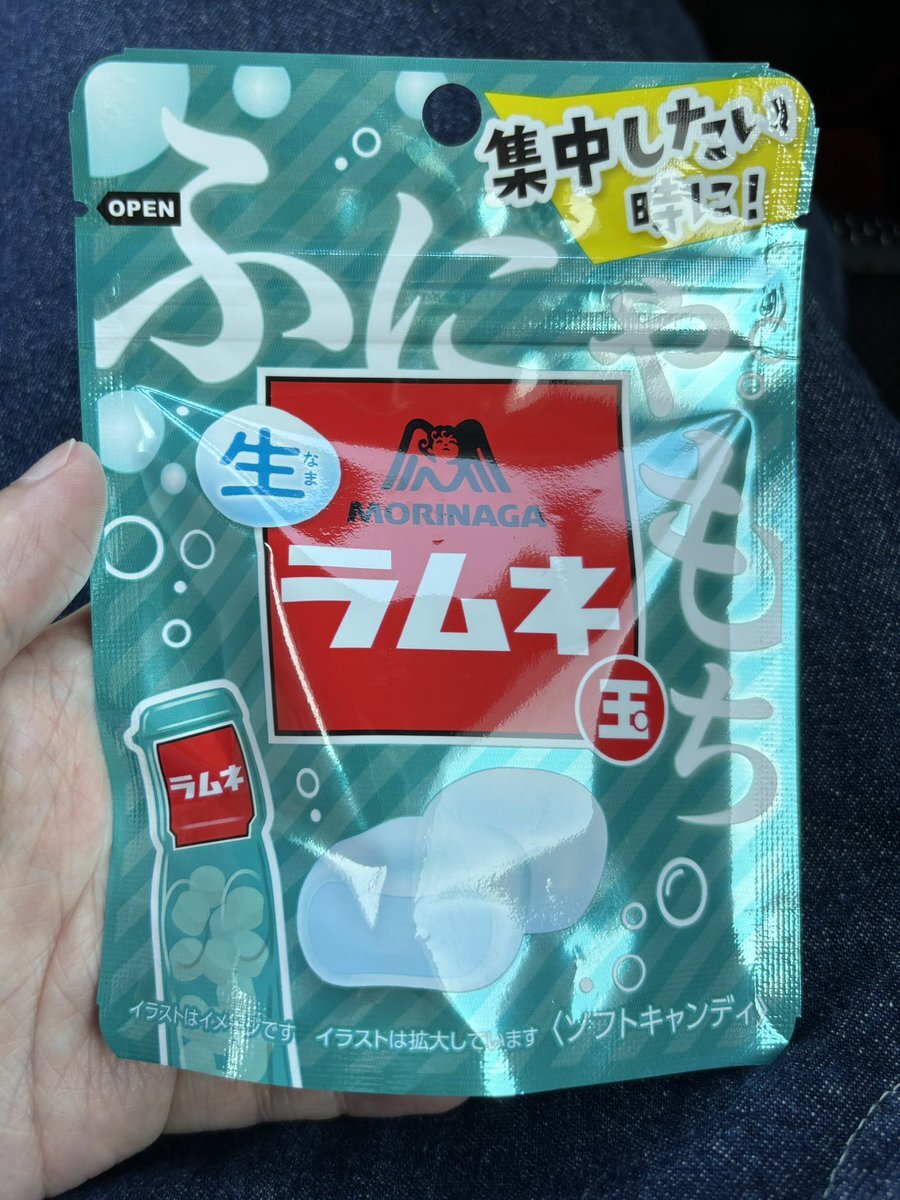 集中したい
時に!
OPEN
ふにゃ。もち
生
なま
MORINAGA
ラムネ
玉
ラムネ
イラストはイメージです
イラストは拡大しています
〈ソフトキャンディ〉